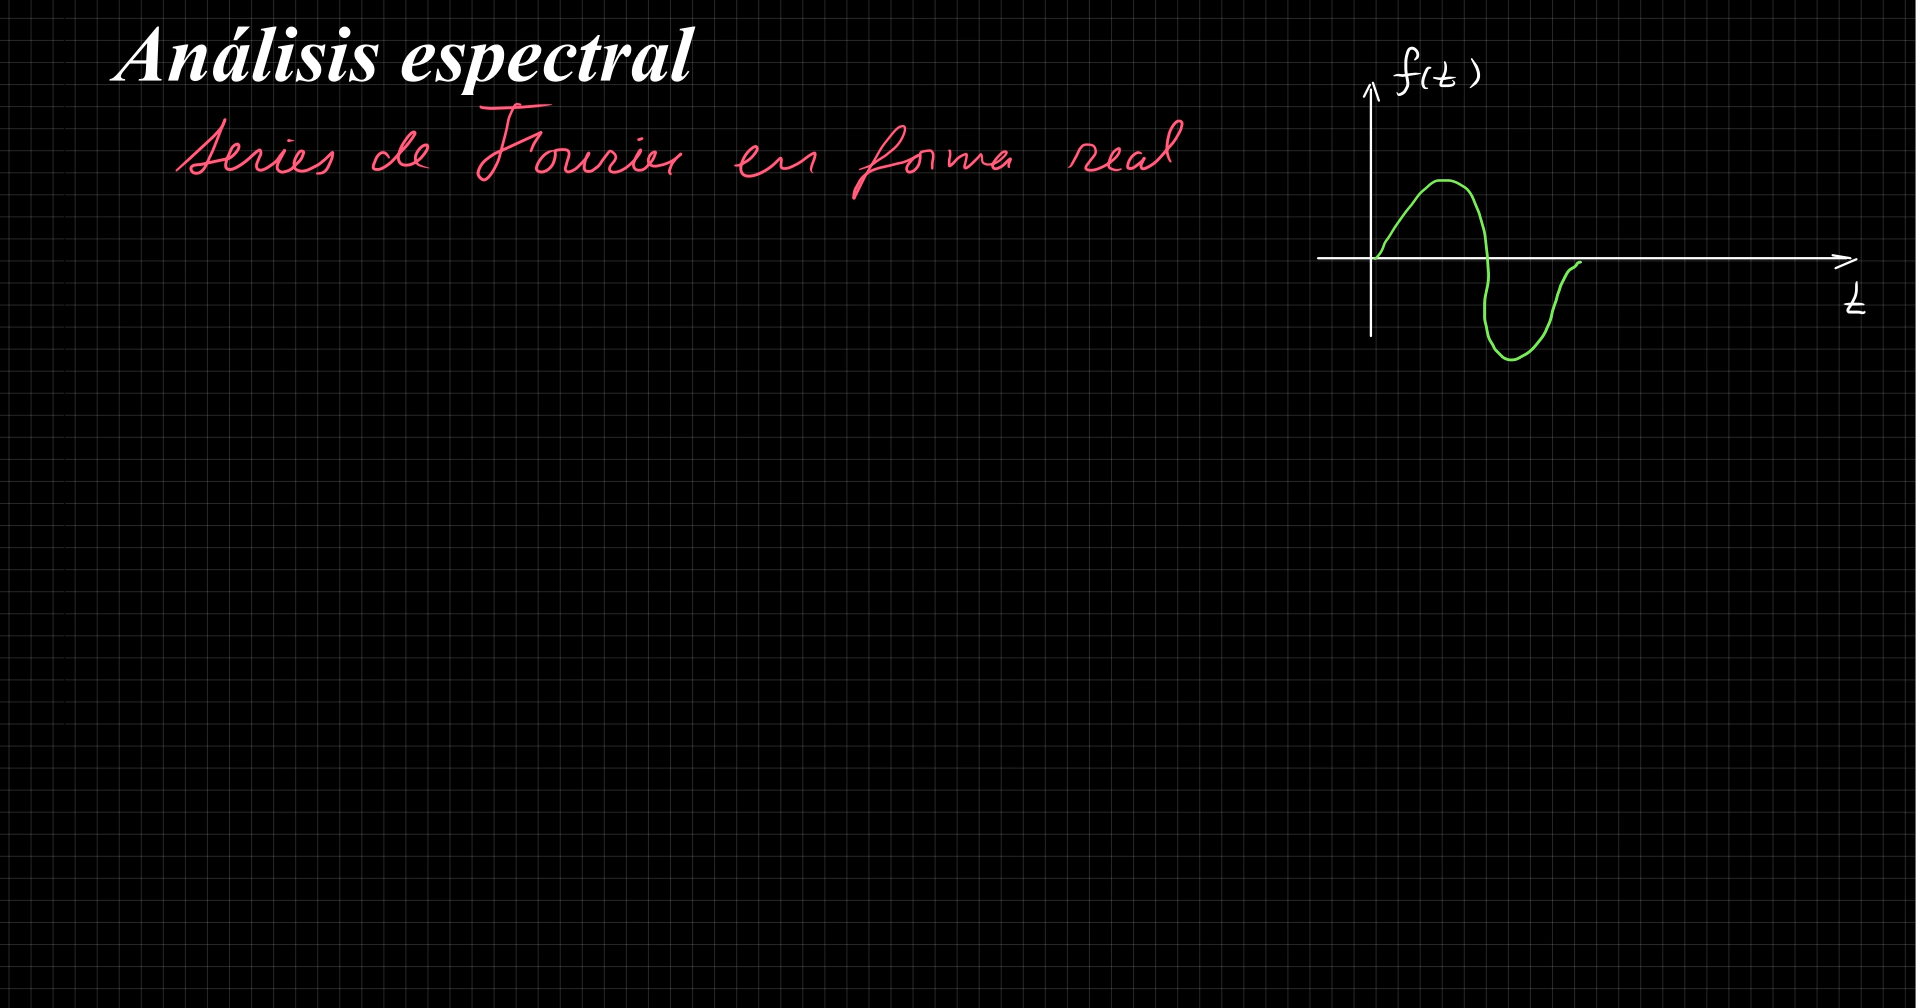 Análisis espectral
Series de Fourier en forma real
f(t)
t